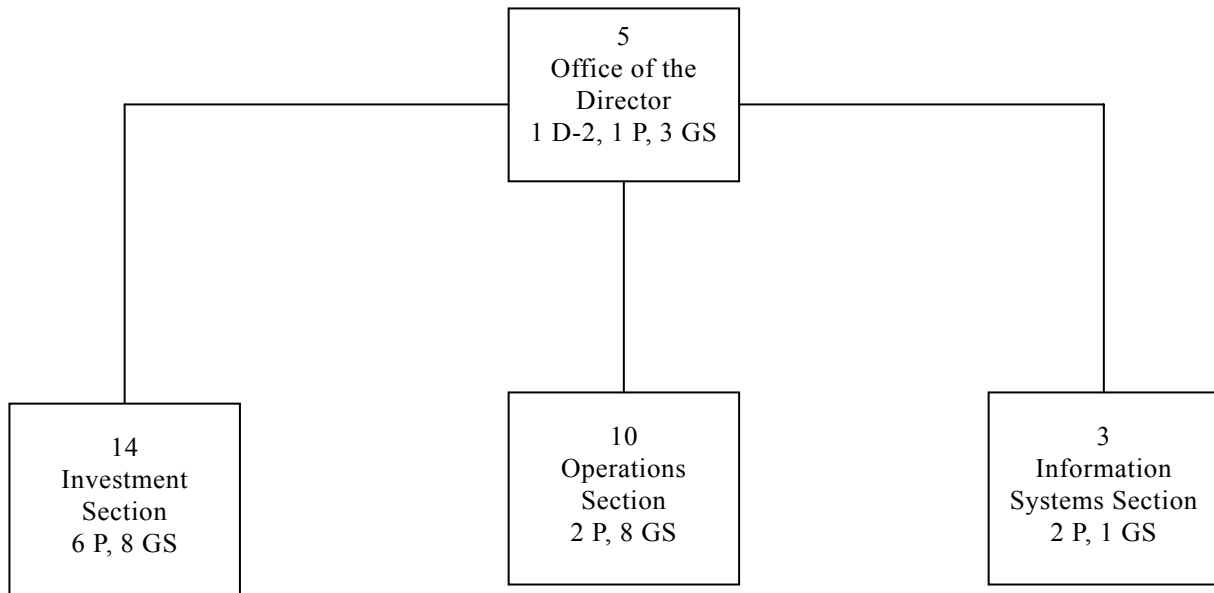 5
Office of the
Director
1 D-2, 1 P, 3 GS
14
Investment
Section
6 P, 8 GS
10
Operations
Section
2 P, 8 GS
3
Information
Systems Section
2 P, 1 GS